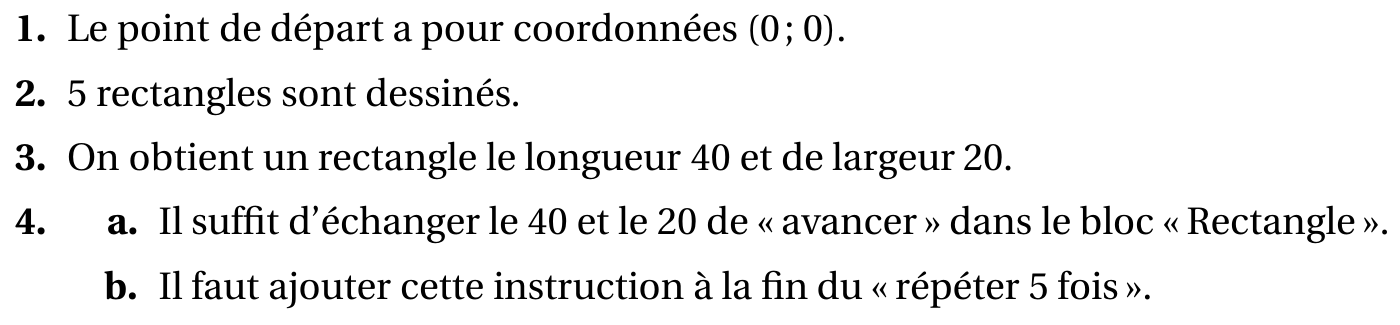 1. Le point de départ a pour coordonnées (0 ; 0).
2. 5 rectangles sont dessinés.
3. On obtient un rectangle le longueur 40 et de largeur 20.
4. a. Il suffit d’échanger le 40 et le 20 de « avancer » dans le bloc « Rectangle ».
b. Il faut ajouter cette instruction à la fin du « répéter 5 fois ».